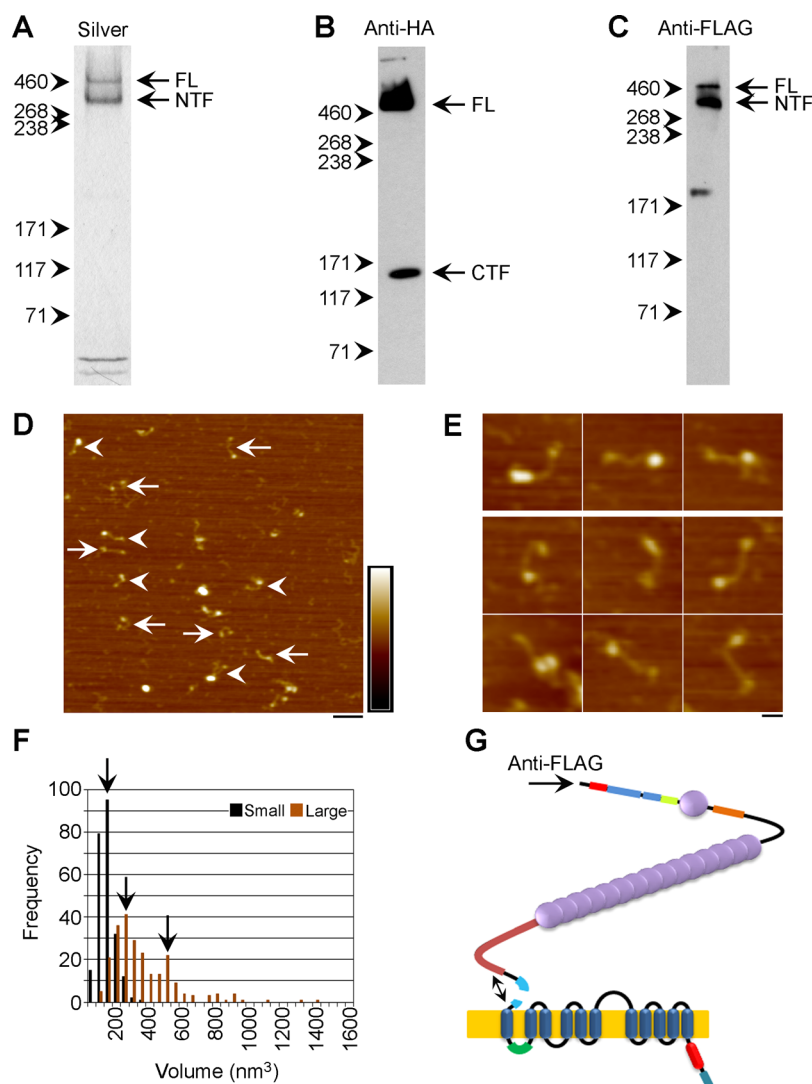 A
Silver
460
268
238
171
117
71
FL
NTF
B
Anti-HA
460
268
238
171
117
71
FL
CTF
C
Anti-FLAG
460
268
238
171
117
71
FL
NTF
D
E
F
100
80
60
40
20
0
Frequency
Small
Large
200
400
600
800
1000
1200
1400
1600
Volume (nm³)
G
Anti-FLAG